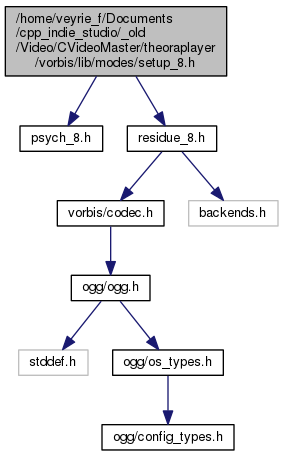 /home/veyrie_f/Documents
/cpp_indie_studio/_old
/Video/CVideoMaster/theoraplayer
/vorbis/lib/modes/setup_8.h
psych_8.h
residue_8.h
vorbis/codec.h
backends.h
ogg/ogg.h
stddef.h
ogg/os_types.h
ogg/config_types.h